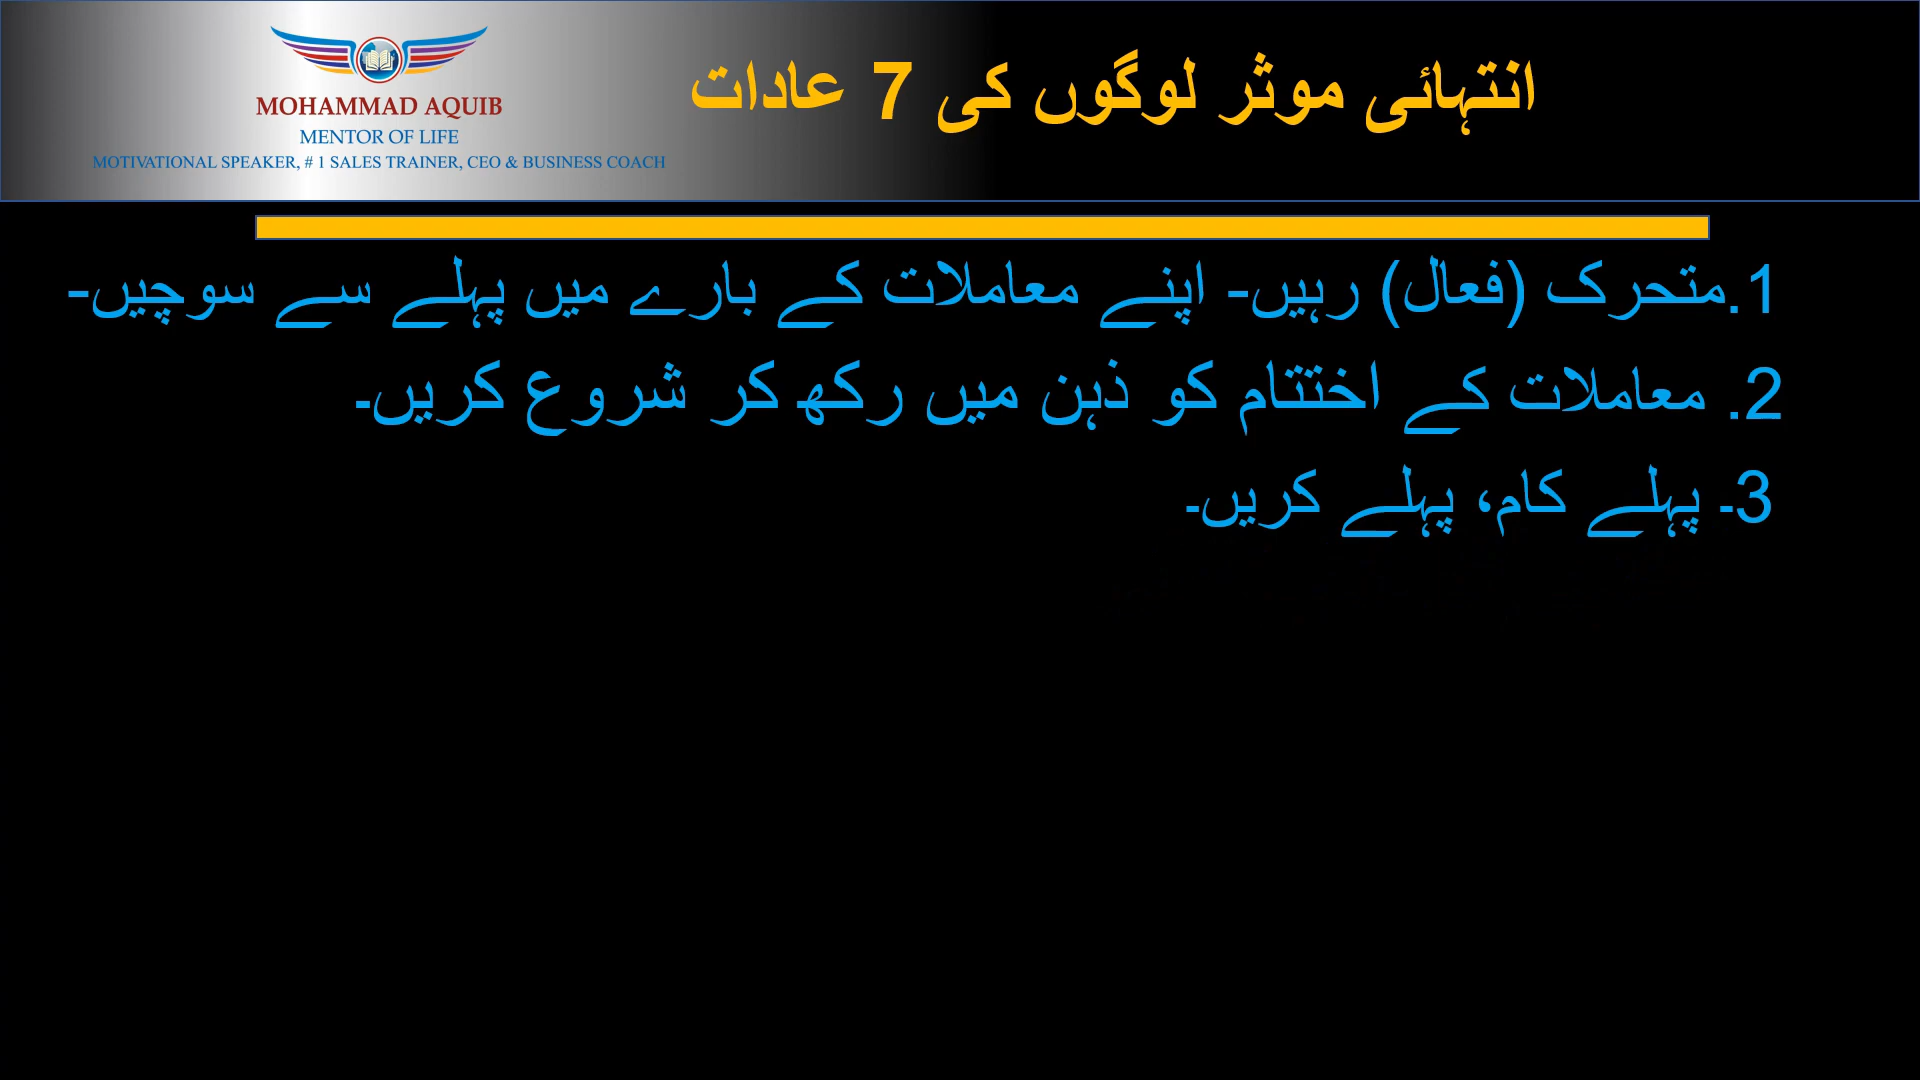 MOHAMMAD AQUIB
MENTOR OF LIFE
MOTIVATIONAL SPEAKER, # 1 SALES TRAINER, CEO & BUSINESS COACH
انتہائی موثر لوگوں کی 7 عادات
1.متحرک (فعال) رہیں- اپنے معاملات کے بارے میں پہلے سے سوچیں-
2. معاملات کے اختتام کو ذہن میں رکھ کر شروع کریں۔
3۔ پہلے کام، پہلے کریں۔